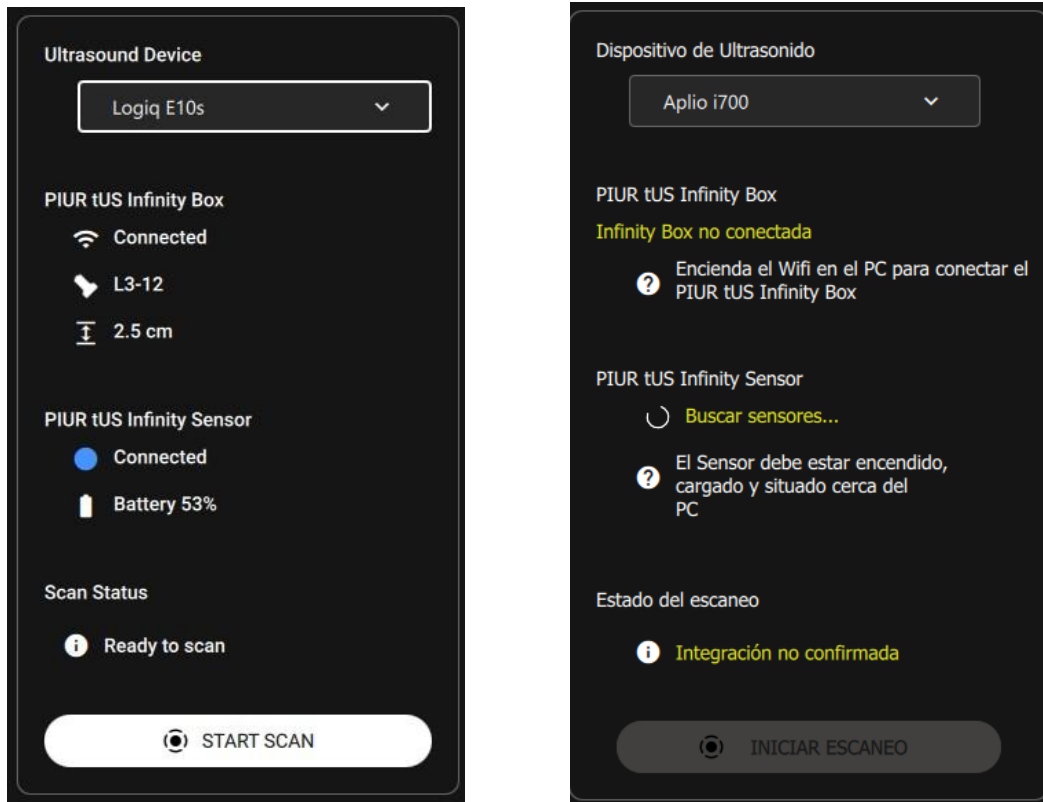 Ultrasound Device
Logiq E10s
PIUR tUS Infinity Box
Connected
L3-12
2.5 cm
PIUR tUS Infinity Sensor
Connected
Battery 53%
Scan Status
Ready to scan
START SCAN
Dispositivo de Ultrasonido
Aplio i700
PIUR tUS Infinity Box
Infinity Box no conectada
Encienda el Wifi en el PC para conectar el
PIUR tUS Infinity Box
PIUR tUS Infinity Sensor
Buscar sensores...
El Sensor debe estar encendido,
cargado y situado cerca del
PC
Estado del escaneo
Integración no confirmada
INICIAR ESCANEO